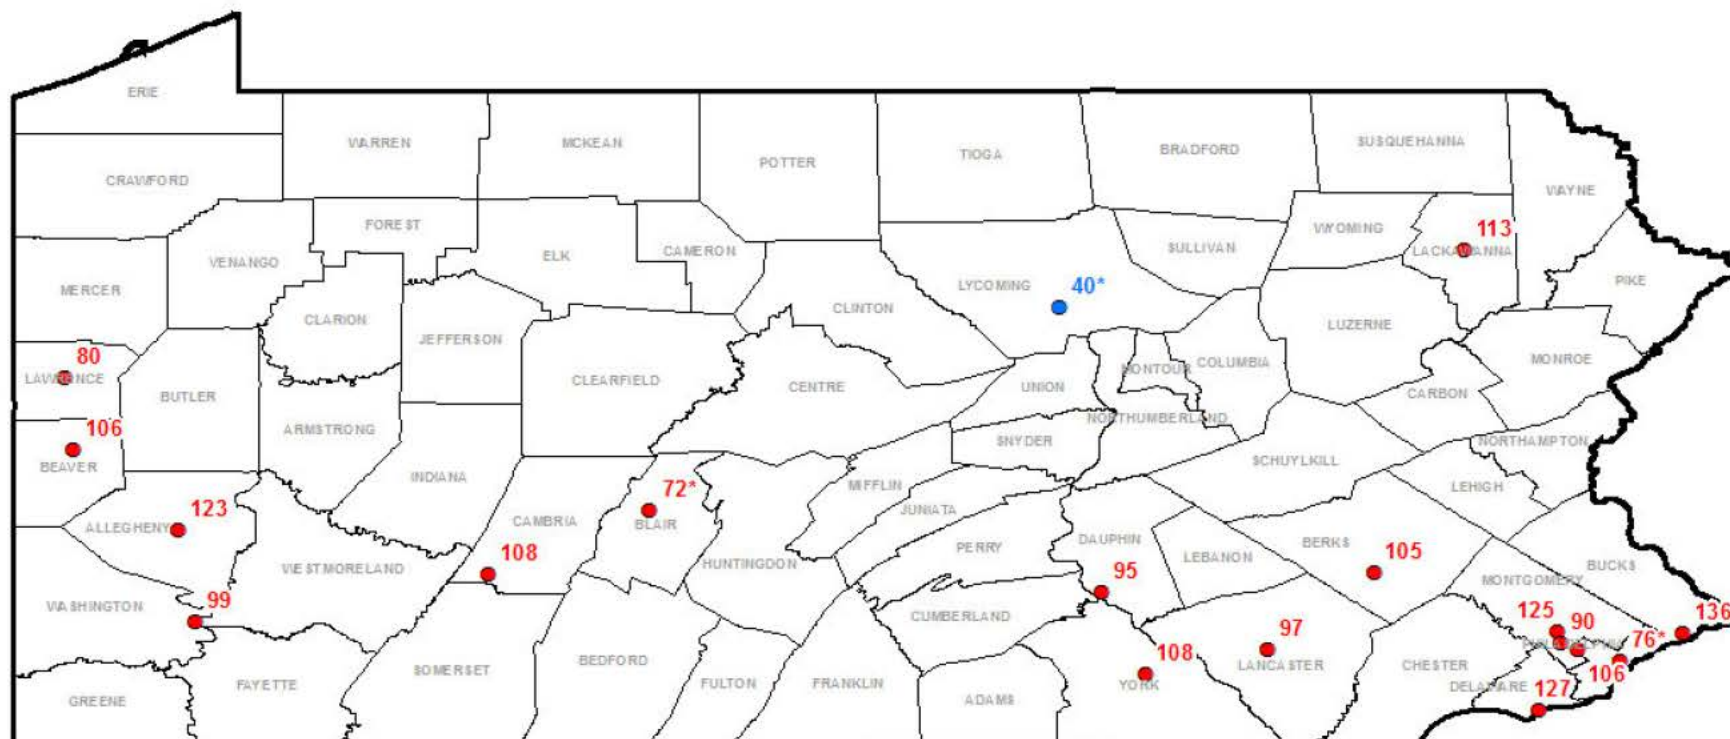 ERIE
WARREN
MCKEAN
POTTER
TIOGA
BRADFORD
SUSQUEHANNA
CRAWFORD
WAYNE
FOREST
WYOMING
113
LACKAWANNA
VENANGO
ELK
CAMERON
SULLIVAN
MERCER
LYCOMING
40*
PIKE
CLARION
CLINTON
LUZERNE
JEFFERSON
80
LAWRENCE
CLEARFIELD
CENTRE
UNION
MONTOUR
COLUMBIA
MONROE
BUTLER
CARBON
106
ARMSTRONG
NORTHUMBERLAND
BEAVER
SNYDER
NORTHAMPTON
INDIANA
SCHUYLKILL
MIFFLIN
LEHIGH
72*
123
ALLEGHENY
CAMBRIA
BLAIR
JUNIATA
DAUPHIN
BERKS
PERRY
LEBANON
108
WESTMORELAND
HUNTINGDON
95
105
BUCKS
MONTGOMERY
99
WASHINGTON
CUMBERLAND
125
90
136
76*
PHILADELPHIA
97
108
LANCASTER
SOMERSET
BEDFORD
CHESTER
106
FAYETTE
FULTON
FRANKLIN
YORK
DELAWARE
127
GREENE
ADAMS